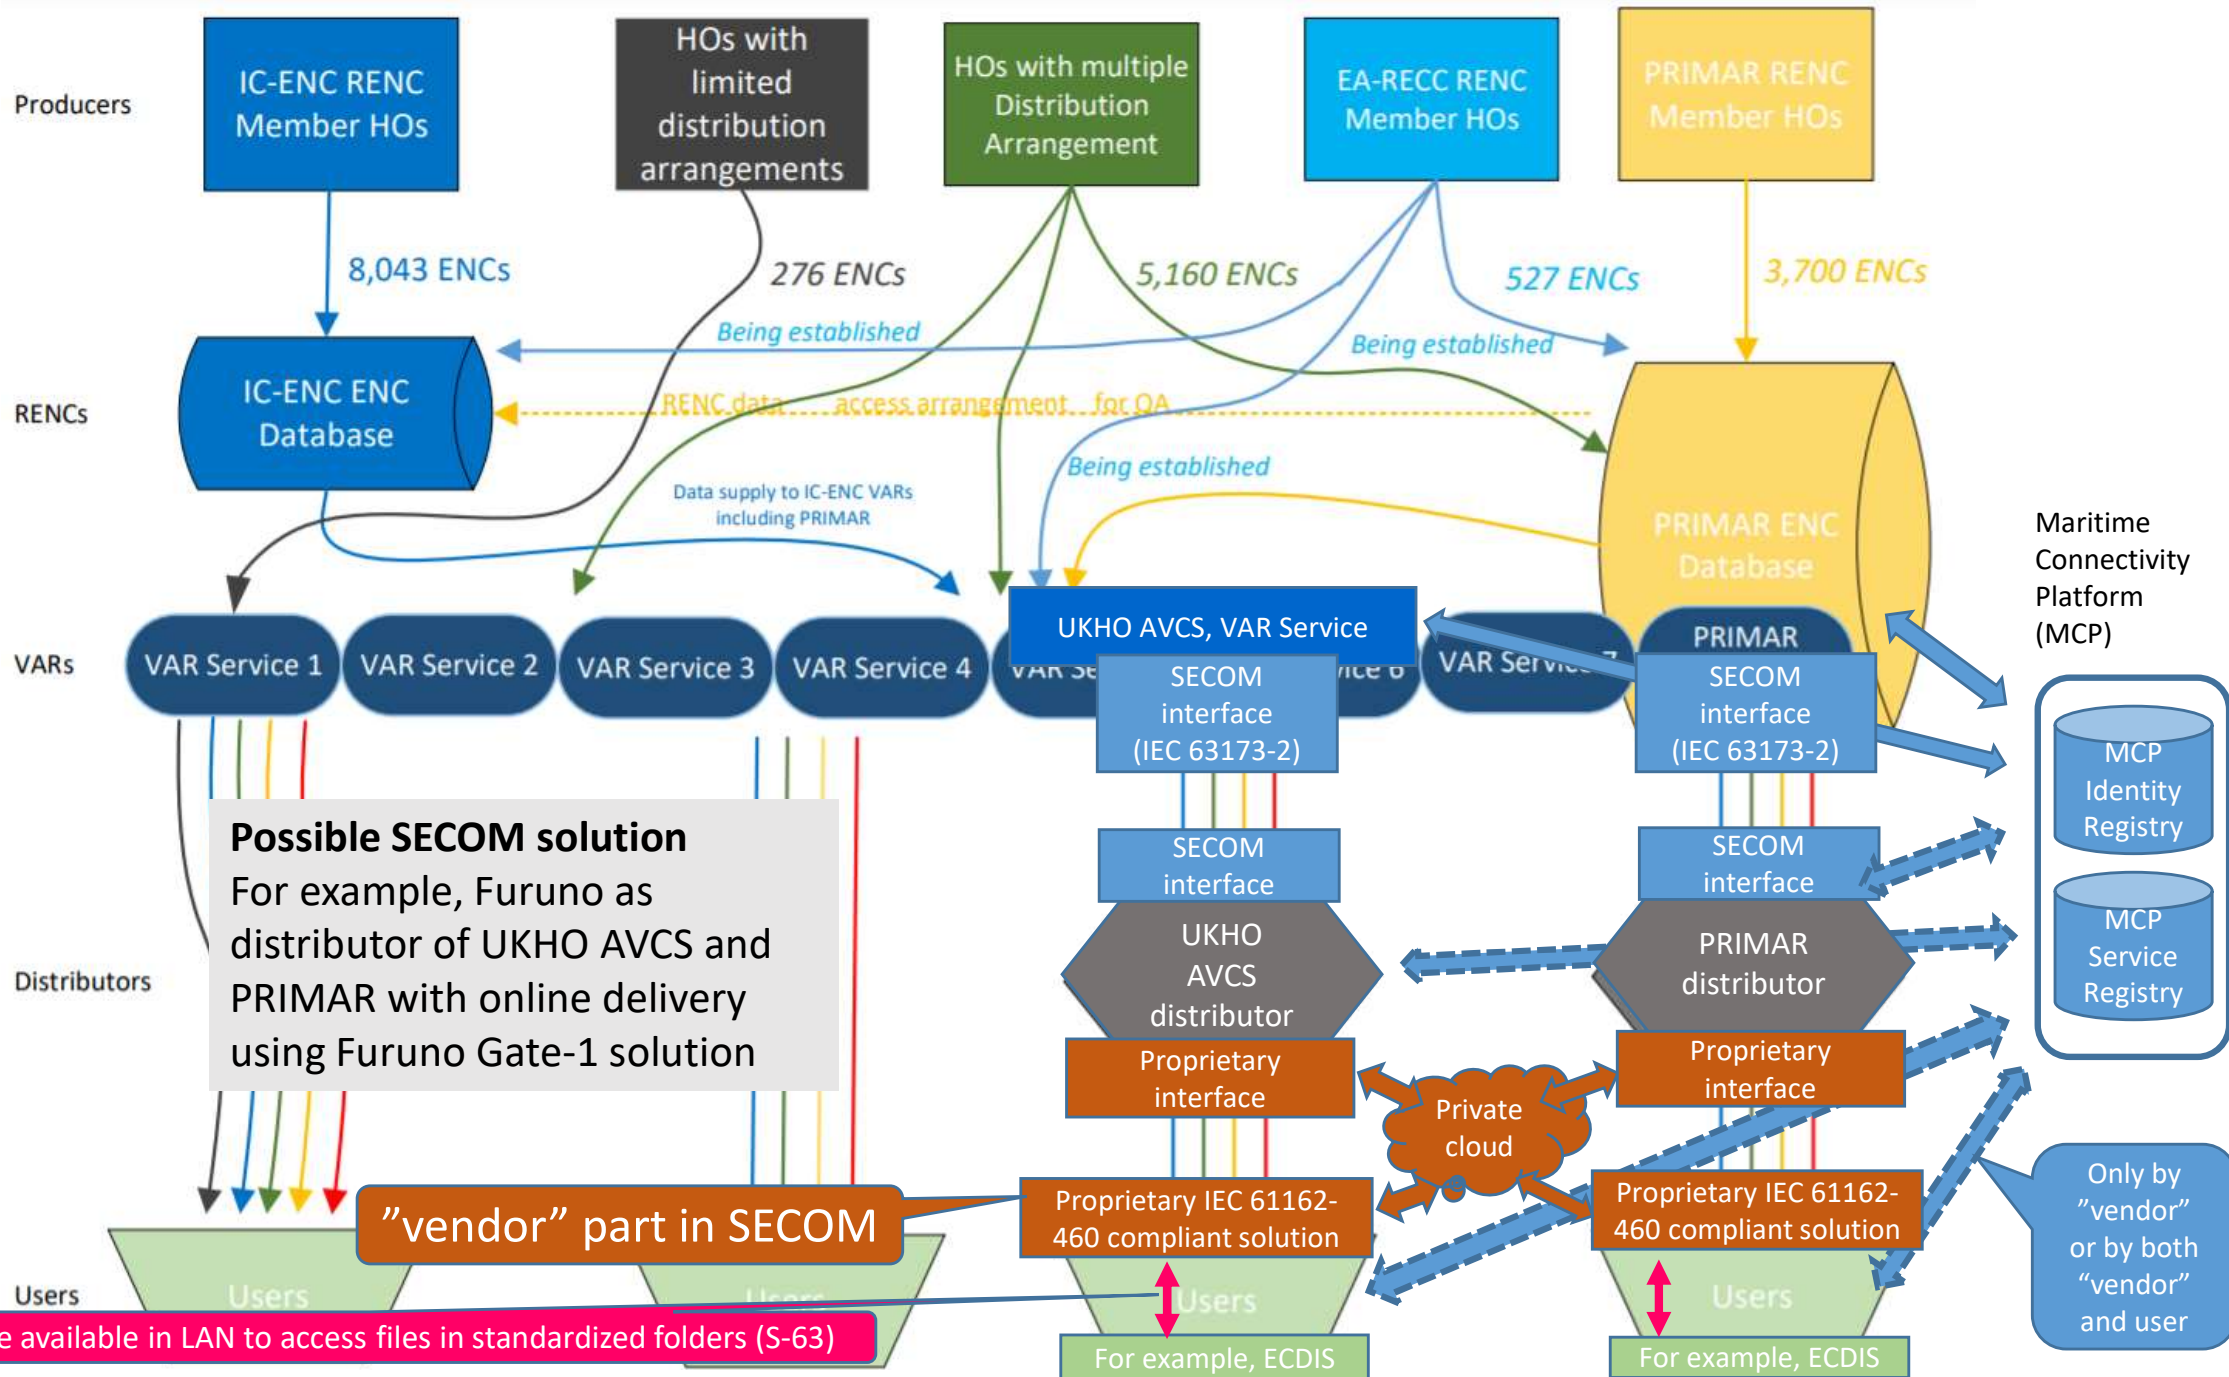 Producers
IC-ENC RENC
Member HOs
HOs with
limited
distribution
arrangements
HOs with multiple
Distribution
Arrangement
EA-RECC RENC
Member HOs
PRIMAR RENC
Member HOs
8,043 ENCs
276 ENCs
5,160 ENCs
527 ENCs
3,700 ENCs
Being established
Being established
RENCs
IC-ENC ENC
Database
RENC data access arrangement for QA
Being established
Data supply to IC-ENC VARs
including PRIMAR
PRIMAR ENC
Database
Maritime
Connectivity
Platform
(MCP)
VARs
VAR Service 1
VAR Service 2
VAR Service 3
VAR Service 4
UKHO AVCS, VAR Service
VAR Service 7
PRIMAR
SECOM
interface
(IEC 63173-2)
SECOM
interface
(IEC 63173-2)
MCP
Identity
Registry
MCP
Service
Registry
Possible SECOM solution
For example, Furuno as
distributor of UKHO AVCS and
PRIMAR with online delivery
using Furuno Gate-1 solution
SECOM
interface
SECOM
interface
Distributors
UKHO
AVCS
distributor
PRIMAR
distributor
Proprietary
interface
Private
cloud
Proprietary
interface
”vendor” part in SECOM
Proprietary IEC 61162-
460 compliant solution
Proprietary IEC 61162-
460 compliant solution
Only by
”vendor”
or by both
“vendor”
and user
Users
Users
Users
Users
Users
e available in LAN to access files in standardized folders (S-63)
For example, ECDIS
For example, ECDIS